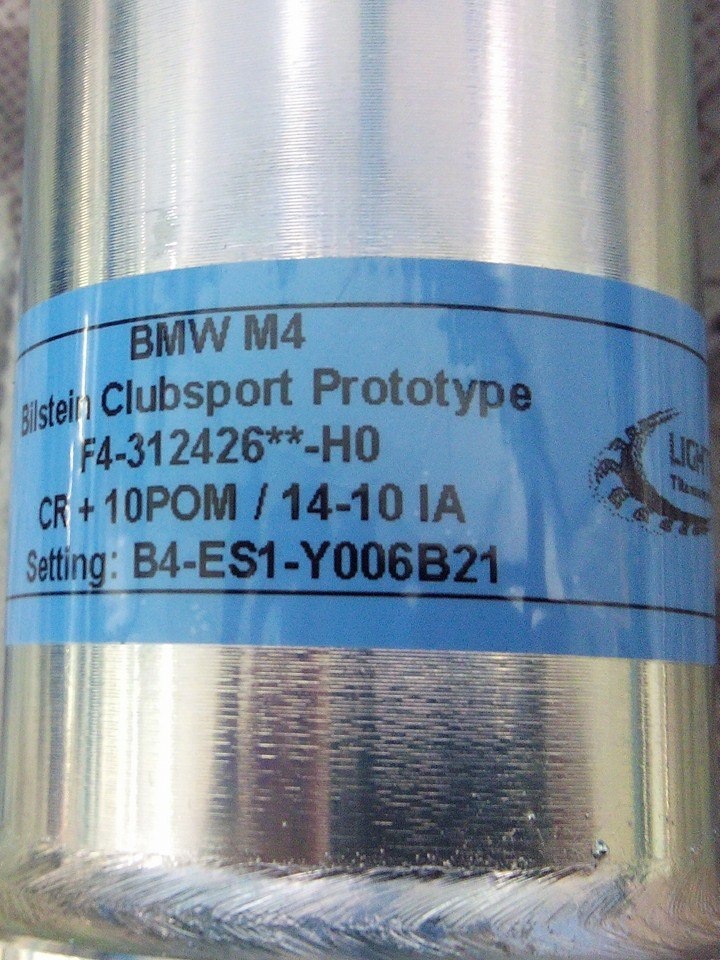 BMW M4
Bilstein Clubsport Prototype
F4-312426**-H0
CR + 10POM / 14-10 IA
Setting: B4-ES1-Y006B21